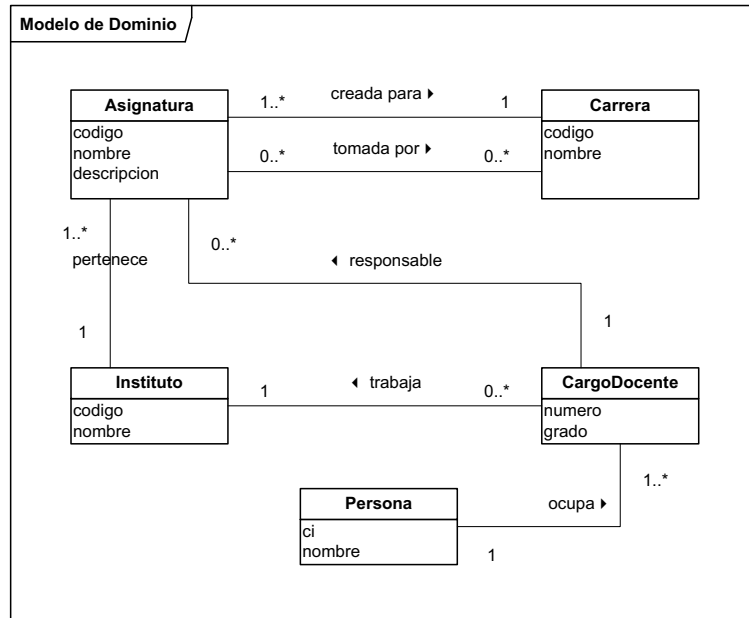 Modelo de Dominio
Asignatura
codigo
nombre
descripcion
1..*
creada para
1
0..*
tomada por
0..*
Carrera
codigo
nombre
1..*
pertenece
1
0..*
responsable
1
Instituto
codigo
nombre
1
trabaja
0..*
CargoDocente
numero
grado
Persona
ci
nombre
ocupa
1..*
1